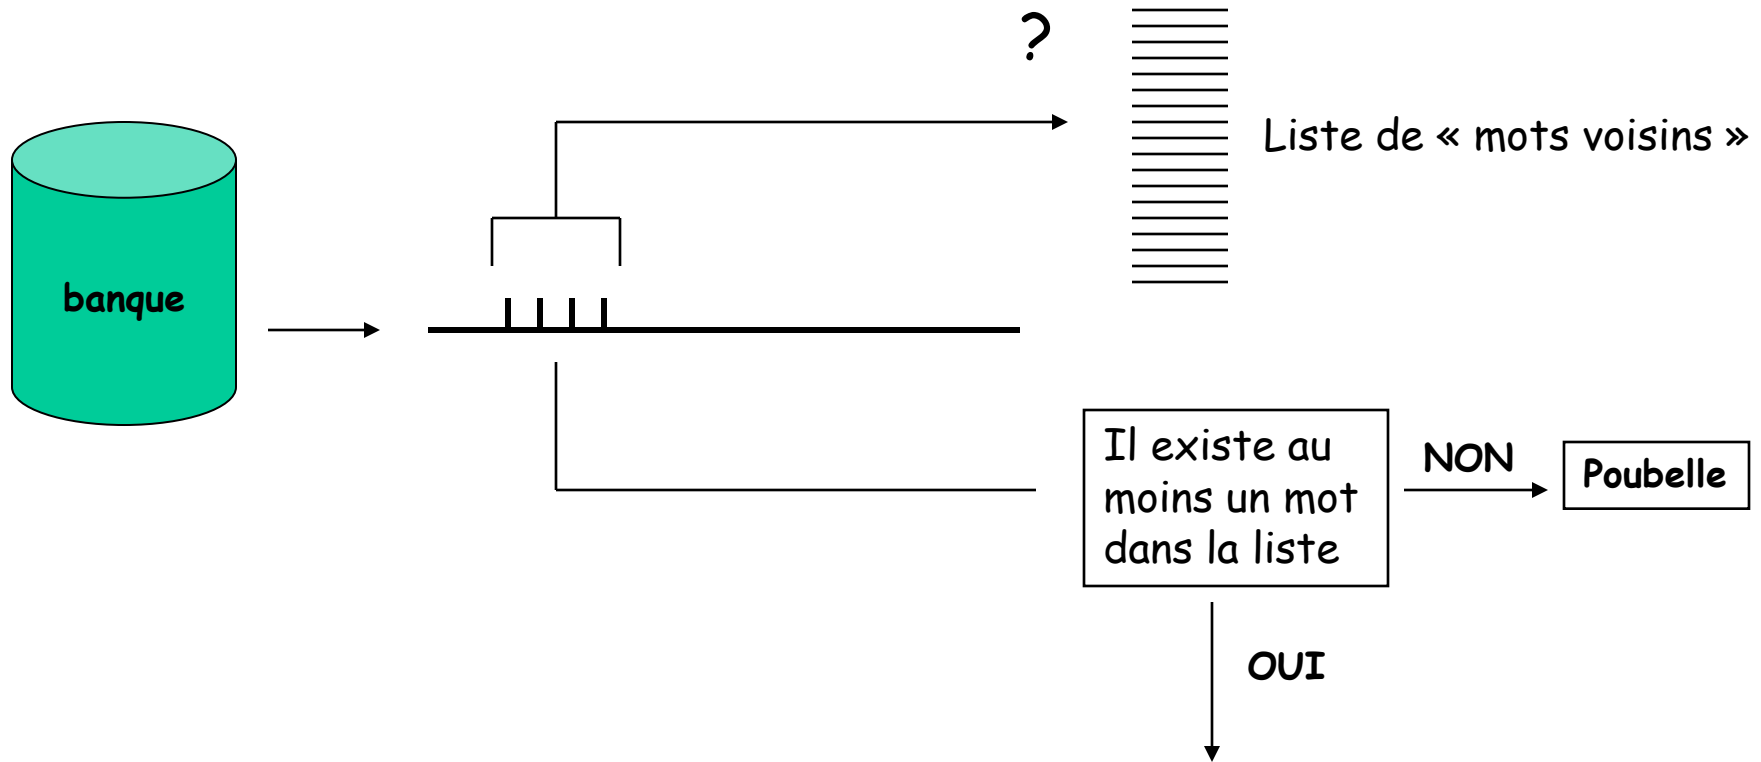 ?
Liste de « mots voisins »
banque
Il existe au
moins un mot
dans la liste
NON
Poubelle
OUI